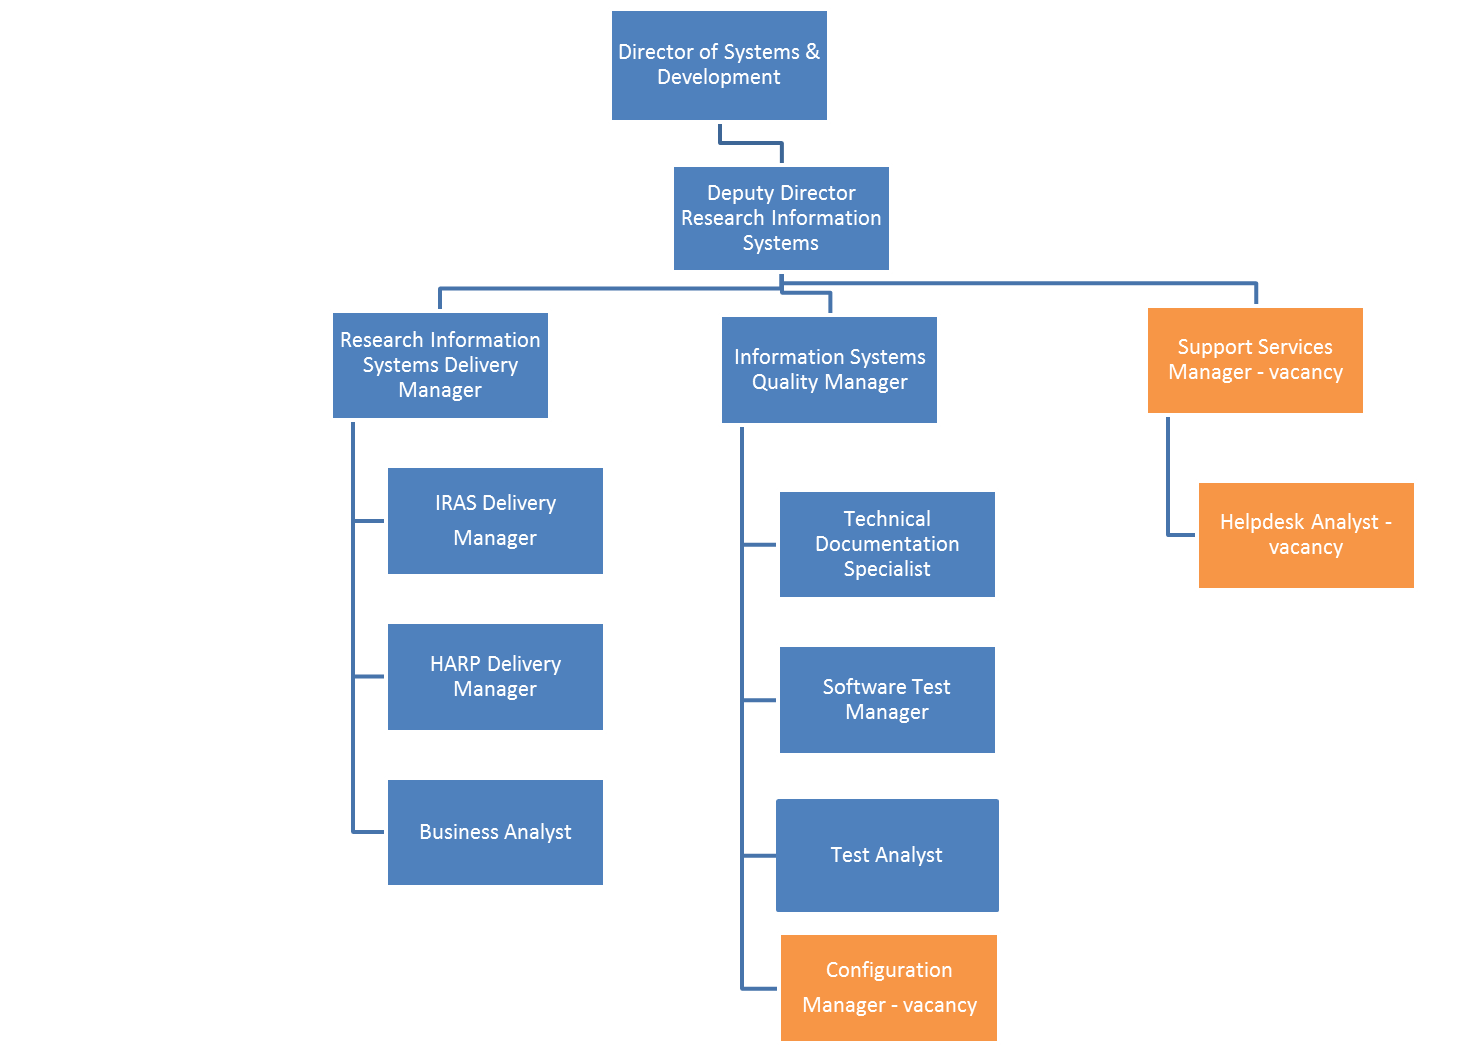 Director of Systems &
Development
Deputy Director
Research Information
Systems
Research Information
Systems Delivery
Manager
IRAS Delivery
Manager
HARP Delivery
Manager
Business Analyst
Information Systems
Quality Manager
Technical
Documentation
Specialist
Software Test
Manager
Test Analyst
Configuration
Manager - vacancy
Support Services
Manager - vacancy
Helpdesk Analyst -
vacancy